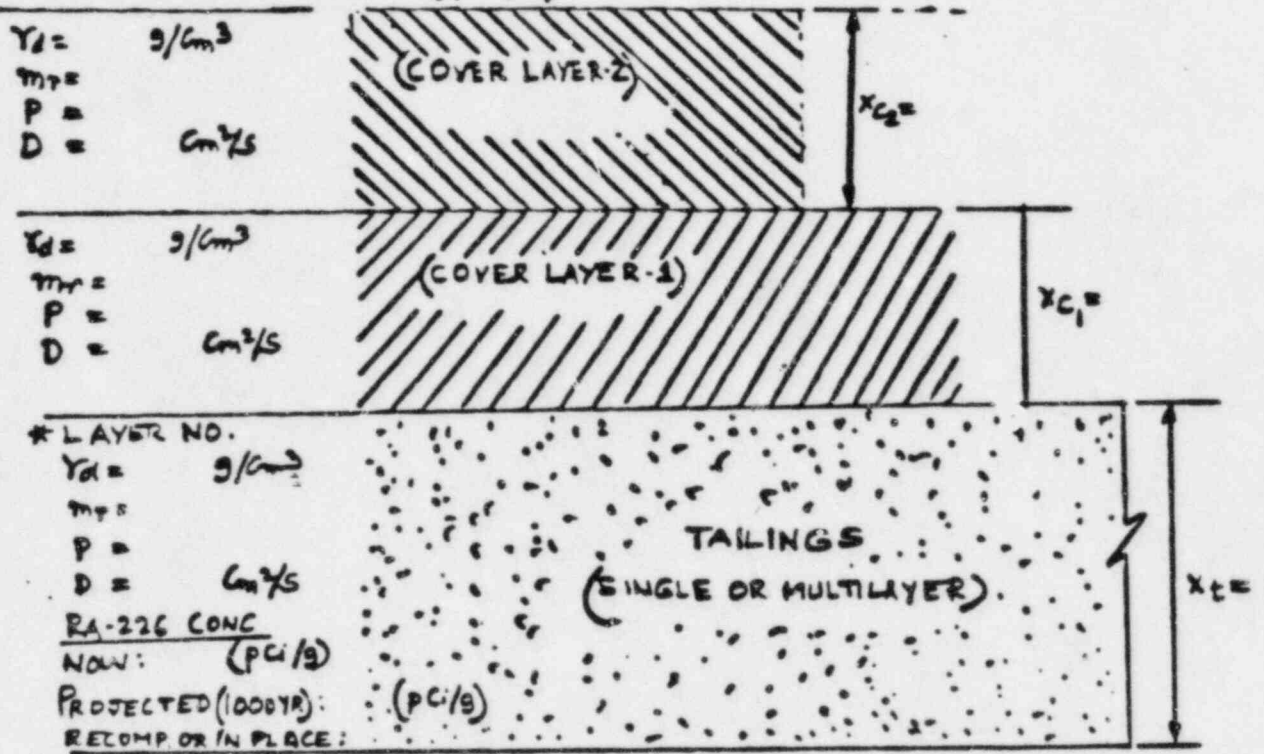 γd = g/cm³
mr =
P =
D = cm²/s
(COVER LAYER-2)
xc₂ =
γd = g/cm³
mr =
P =
D = cm²/s
(COVER LAYER-1)
xc₁ =
* LAYER NO.
γd = g/cm³
mr =
P =
D = cm²/s
RA-226 CONC
NOW: (pCi/g)
PROJECTED (1000YR): (pCi/g)
RECOMP OR IN PLACE:
TAILINGS
(SINGLE OR MULTILAYER)
xt =